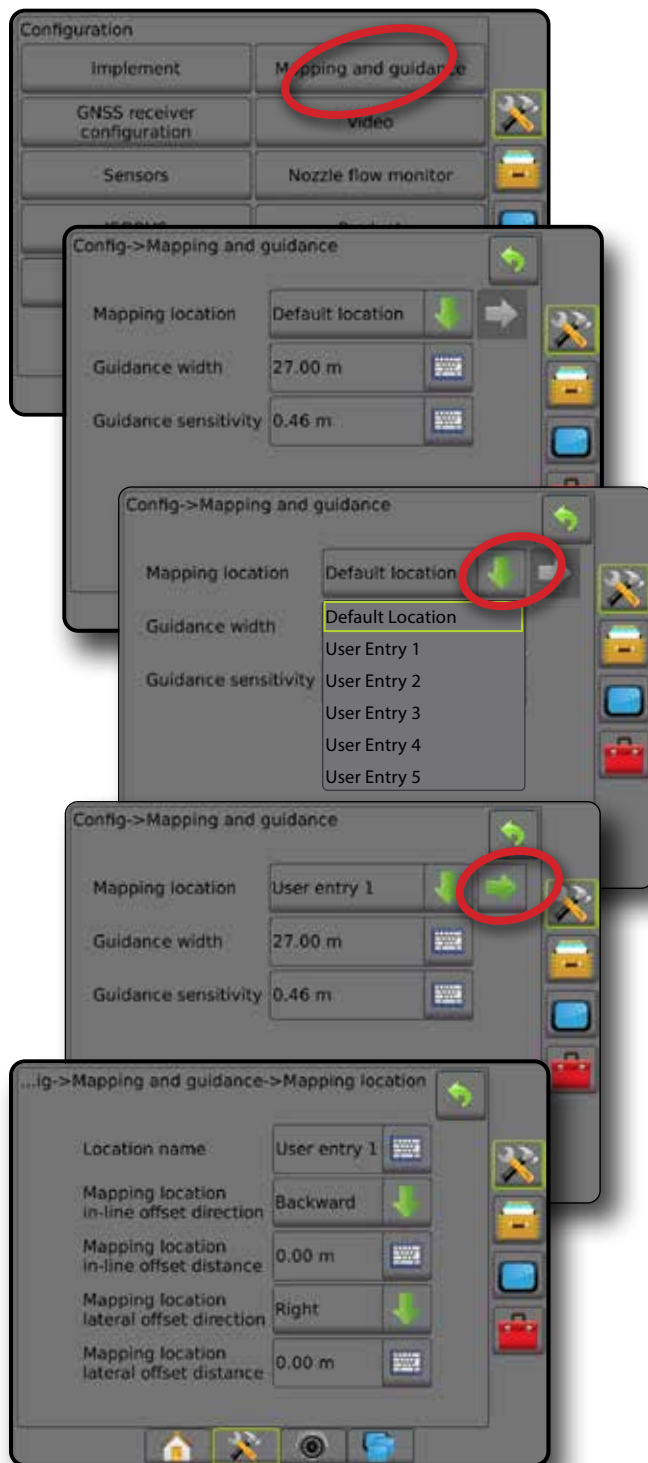 Configuration
Implement
Mapping and guidance
GNSS receiver
configuration
Video
Sensors
Nozzle flow monitor
Config->Mapping and guidance
Mapping location
Default location
Guidance width
27.00 m
Guidance sensitivity
0.46 m
Config->Mapping and guidance
Mapping location
Default location
Guidance width
Guidance sensitivity
Default Location
User Entry 1
User Entry 2
User Entry 3
User Entry 4
User Entry 5
Config->Mapping and guidance
Mapping location
User entry 1
Guidance width
27.00 m
Guidance sensitivity
0.46 m
...ig->Mapping and guidance->Mapping location
Location name
User entry 1
Mapping location
in-line offset direction
Backward
Mapping location
in-line offset distance
0.00 m
Mapping location
lateral offset direction
Right
Mapping location
lateral offset distance
0.00 m